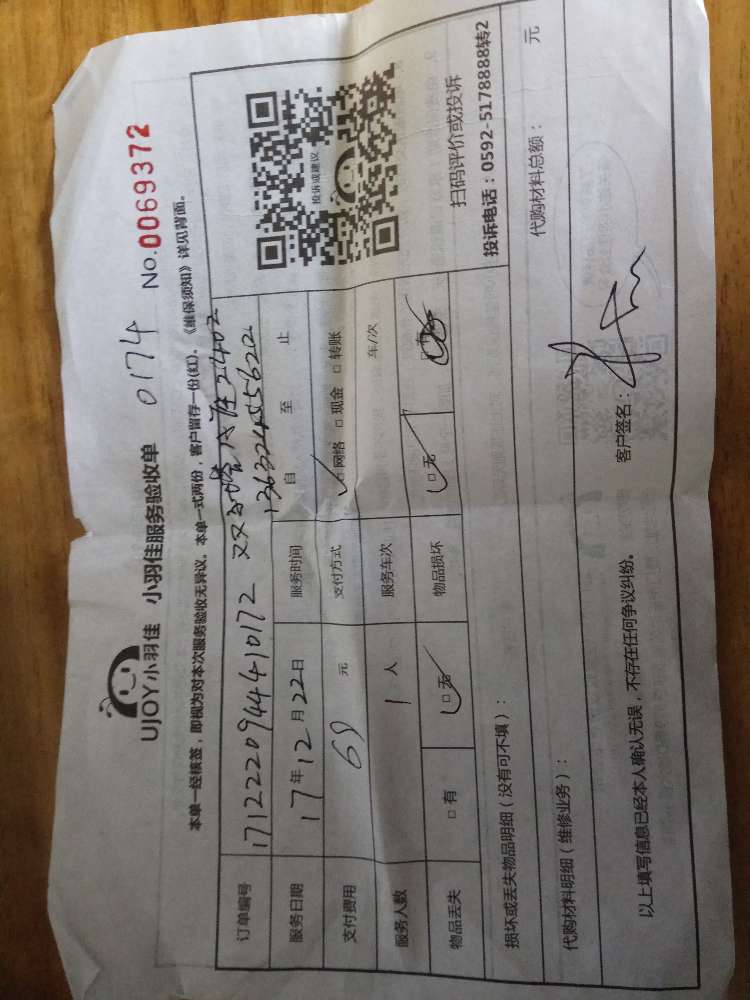 UJOY小羽佳 小羽佳服务验收单 0174 No.0069372
本单一经核签，即视为对本次服务验收无异议。本单一式两份，客户留存一份(红)、《维保须知》详见背面。
订单编号 171222094410172
服务日期 17年12月22日 服务时间 自 至 止
支付费用 元 支付方式 □网络 □现金 □转账
服务人数 1人 服务车次 车/次
物品丢失 □有 □无 物品损坏 □无
投诉或建议
扫码评价或投诉
投诉电话：0592-5178888转2
损坏或丢失物品明细（没有可不填）：
代购材料明细（维修业务）： 代购材料总额： 元
以上填写信息已经本人确认无误，不存在任何争议纠纷。 客户签名：